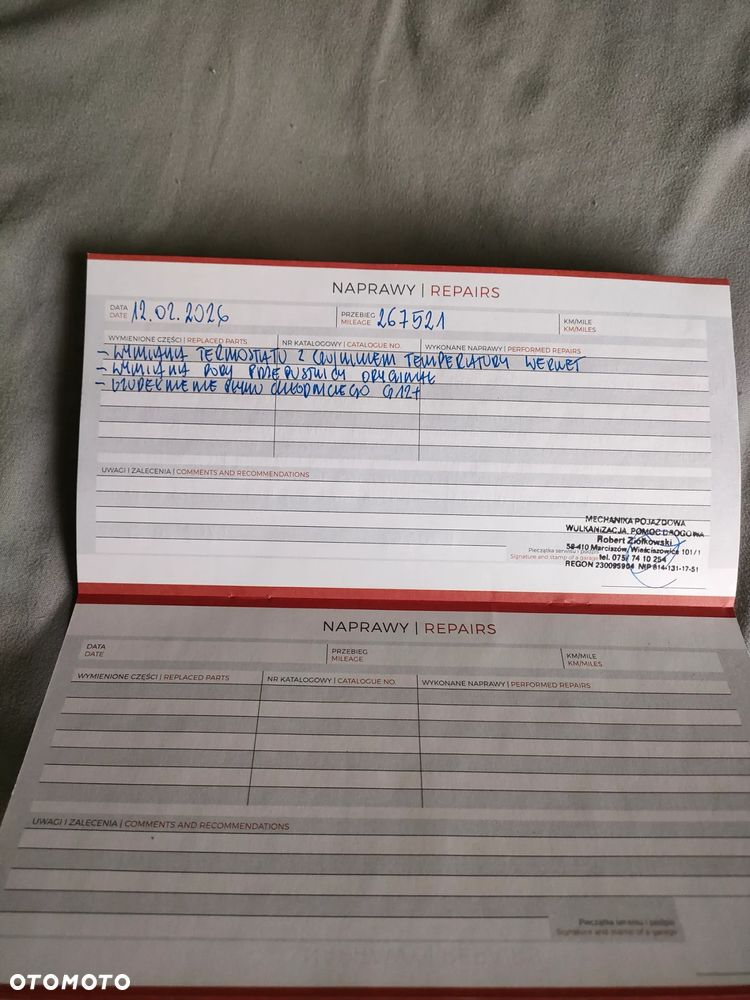 NAPRAWY | REPAIRS
DATA DATE 12.02.2026 PRZEBIEG MILEAGE 267521 KM/MILE KM/MILES
WYMIENIONE CZĘŚCI | REPLACED PARTS NR KATALOGOWY | CATALOGUE NO. WYKONANE NAPRAWY | PERFORMED REPAIRS
- WYMIANA TERMOSTATU Z CZUJNIKIEM TEMPERATURY
- WYMIANA RURY PRZEPUSTNICY ORYGINAŁ
- UZUPEŁNIENIE PŁYNU CHŁODNICZEGO G12+
UWAGI I ZALECENIA | COMMENTS AND RECOMMENDATIONS
MECHANIKA POJAZDOWA
WULKANIZACJA, POMOC DROGOWA
Robert Ziółkowski
58-410 Marciszów, Wieściszowice 101/1
tel. 075/ 74 10 254
REGON 230095904 NIP 614-131-17-51
Pieczątka serwisu i podpis
Signature and stamp of a garage
NAPRAWY | REPAIRS
DATA DATE PRZEBIEG MILEAGE KM/MILE KM/MILES
WYMIENIONE CZĘŚCI | REPLACED PARTS NR KATALOGOWY | CATALOGUE NO. WYKONANE NAPRAWY | PERFORMED REPAIRS
UWAGI I ZALECENIA | COMMENTS AND RECOMMENDATIONS
Pieczątka serwisu i podpis
Signature and stamp of a garage
OTOMOTO